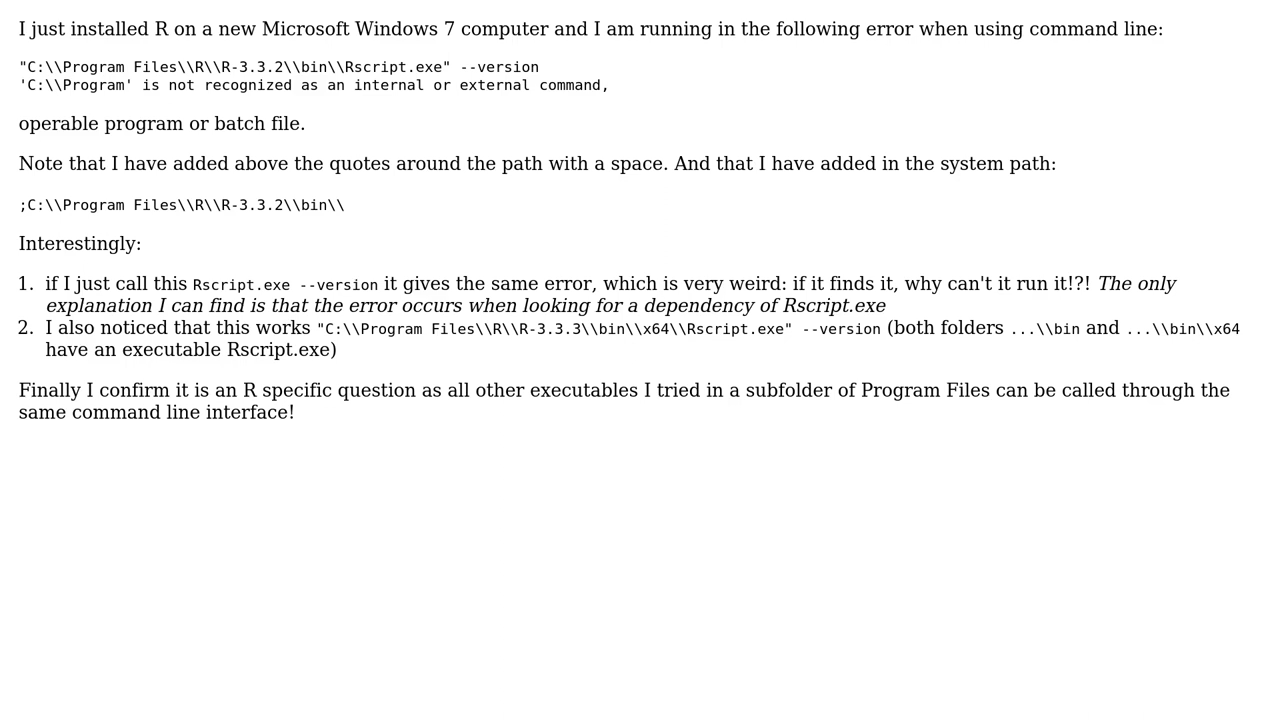 I just installed R on a new Microsoft Windows 7 computer and I am running in the following error when using command line:
"C:\\Program Files\\R\\R-3.3.2\\bin\\Rscript.exe" --version
'C:\\Program' is not recognized as an internal or external command,
operable program or batch file.
Note that I have added above the quotes around the path with a space. And that I have added in the system path:
;C:\\Program Files\\R\\R-3.3.2\\bin\\
Interestingly:
1. if I just call this Rscript.exe --version it gives the same error, which is very weird: if it finds it, why can't it run it!?! The only
explanation I can find is that the error occurs when looking for a dependency of Rscript.exe
2. I also noticed that this works "C:\\Program Files\\R\\R-3.3.3\\bin\\x64\\Rscript.exe" --version (both folders ...\\bin and ...\\bin\\x64
have an executable Rscript.exe)
Finally I confirm it is an R specific question as all other executables I tried in a subfolder of Program Files can be called through the
same command line interface!